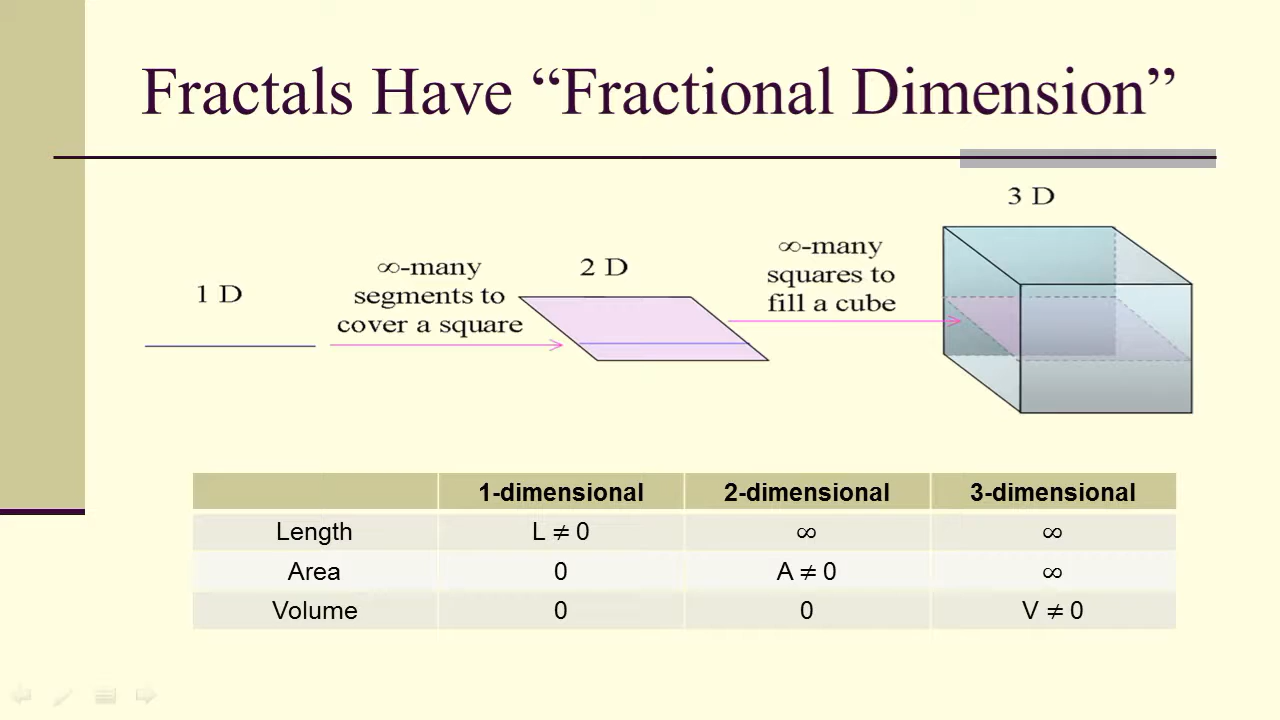 Fractals Have “Fractional Dimension”
1 D
∞-many
segments to
cover a square
2 D
∞-many
squares to
fill a cube
3 D
1-dimensional 2-dimensional 3-dimensional
Length L ≠ 0 ∞ ∞
Area 0 A ≠ 0 ∞
Volume 0 0 V ≠ 0